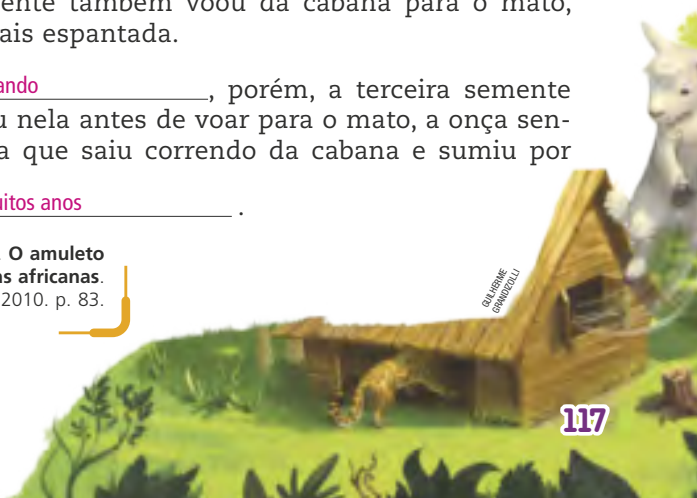 ente também voou da cabana para o mato,
ais espantada.
ando, porém, a terceira semente
u nela antes de voar para o mato, a onça sen-
a que saiu correndo da cabana e sumiu por
uitos anos.
O amuleto
as africanas.
2010. p. 83.
GUILHERME
GRANDIZOLLI
117